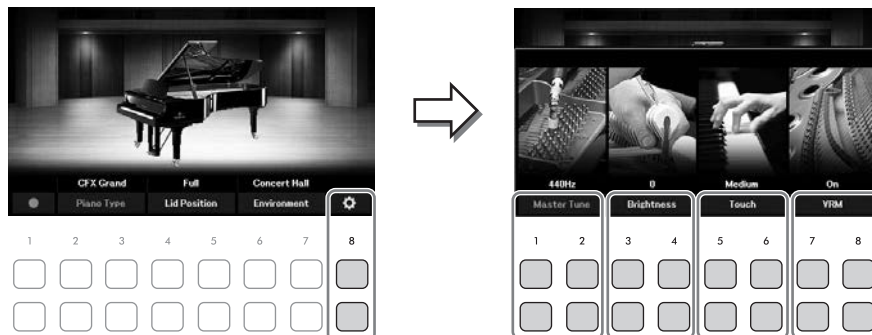 CFX Grand Full Concert Hall
Piano Type Lid Position Environment
1 2 3 4 5 6 7 8
440Hz 0 Medium On
Master Tune Brightness Touch VRM
1 2 3 4 5 6 7 8